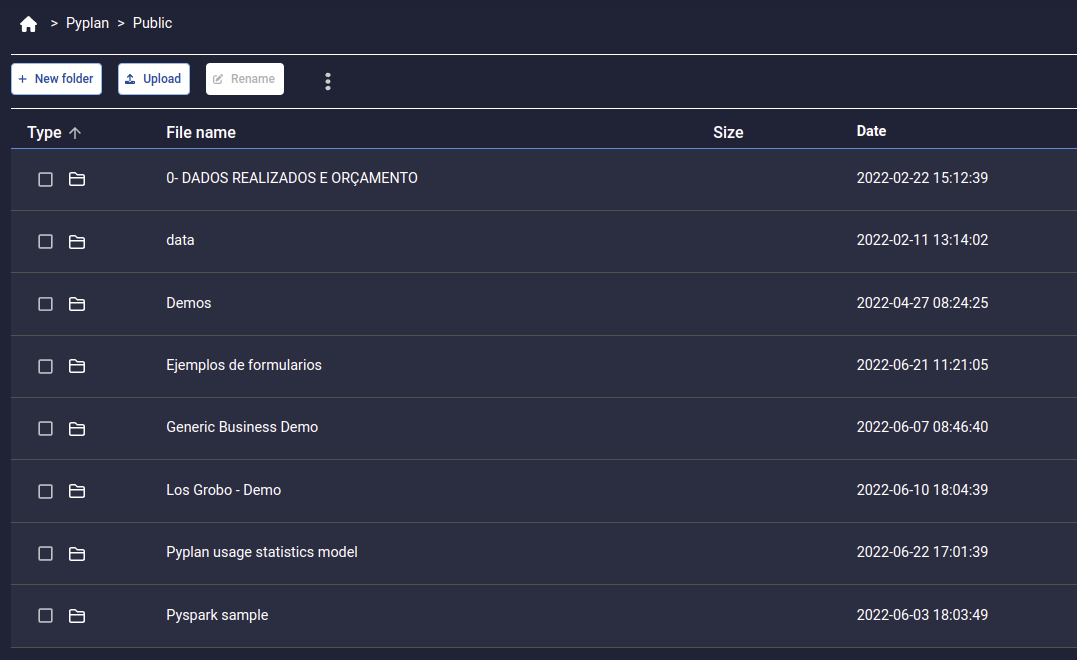 > Pyplan > Public
+ New folder Upload Rename
Type File name Size Date
0- DADOS REALIZADOS E ORÇAMENTO 2022-02-22 15:12:39
data 2022-02-11 13:14:02
Demos 2022-04-27 08:24:25
Ejemplos de formularios 2022-06-21 11:21:05
Generic Business Demo 2022-06-07 08:46:40
Los Grobo - Demo 2022-06-10 18:04:39
Pyplan usage statistics model 2022-06-22 17:01:39
Pyspark sample 2022-06-03 18:03:49